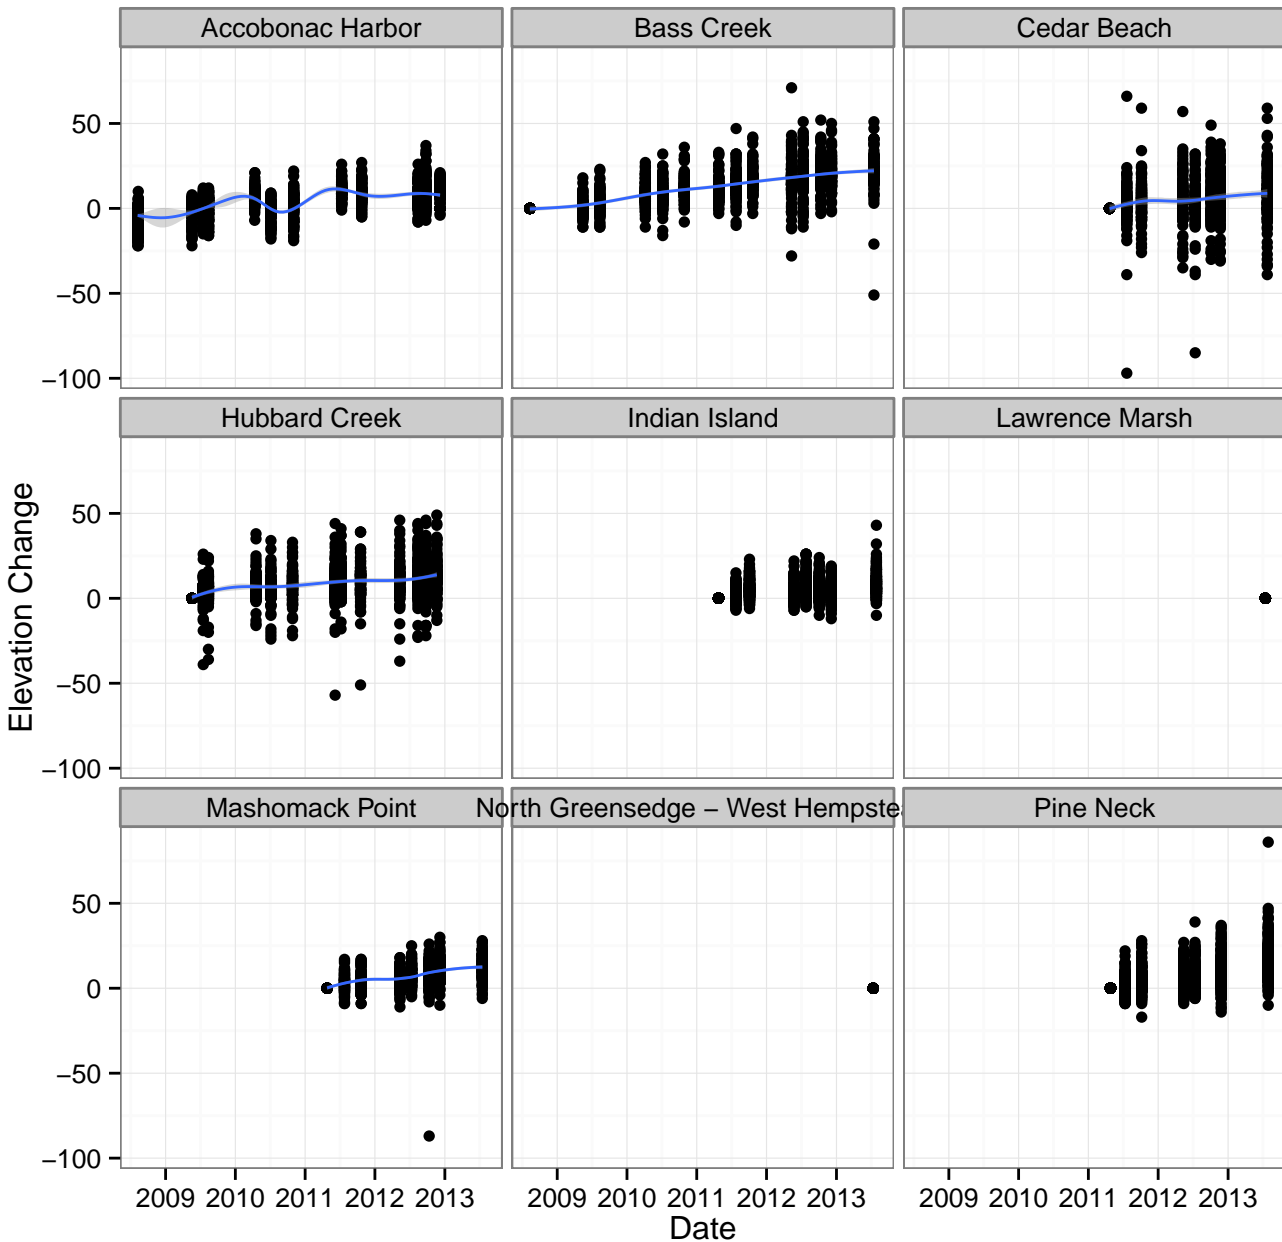 Accobonac Harbor Bass Creek Cedar Beach
50
0
−50
−100
Hubbard Creek Indian Island Lawrence Marsh
50
0
−50
−100
Elevation Change
Mashomack Point North Greensedge − West Hempste Pine Neck
50
0
−50
−100
2009 2010 2011 2012 2013 2009 2010 2011 2012 2013 2009 2010 2011 2012 2013
Date